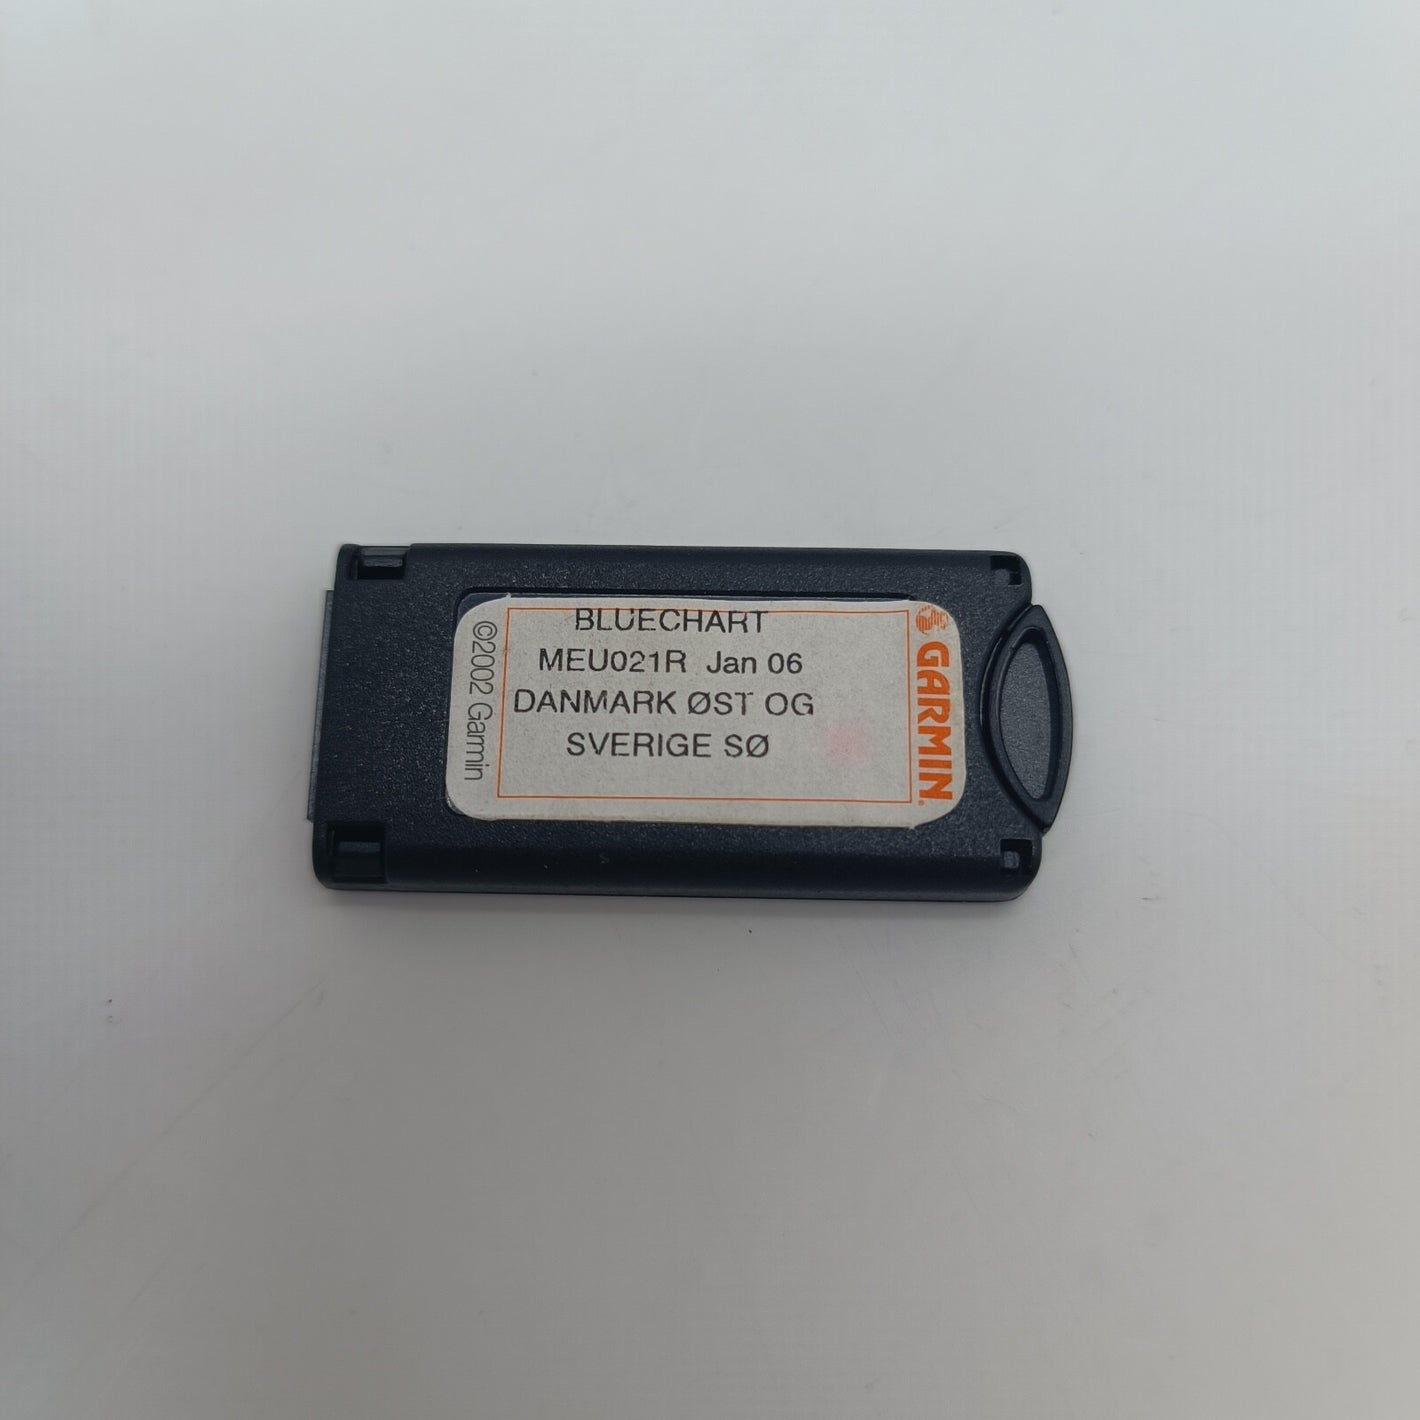 BLUECHART
MEU021R Jan 06
DANMARK ØST OG
SVERIGE SØ
©2002 Garmin
GARMIN